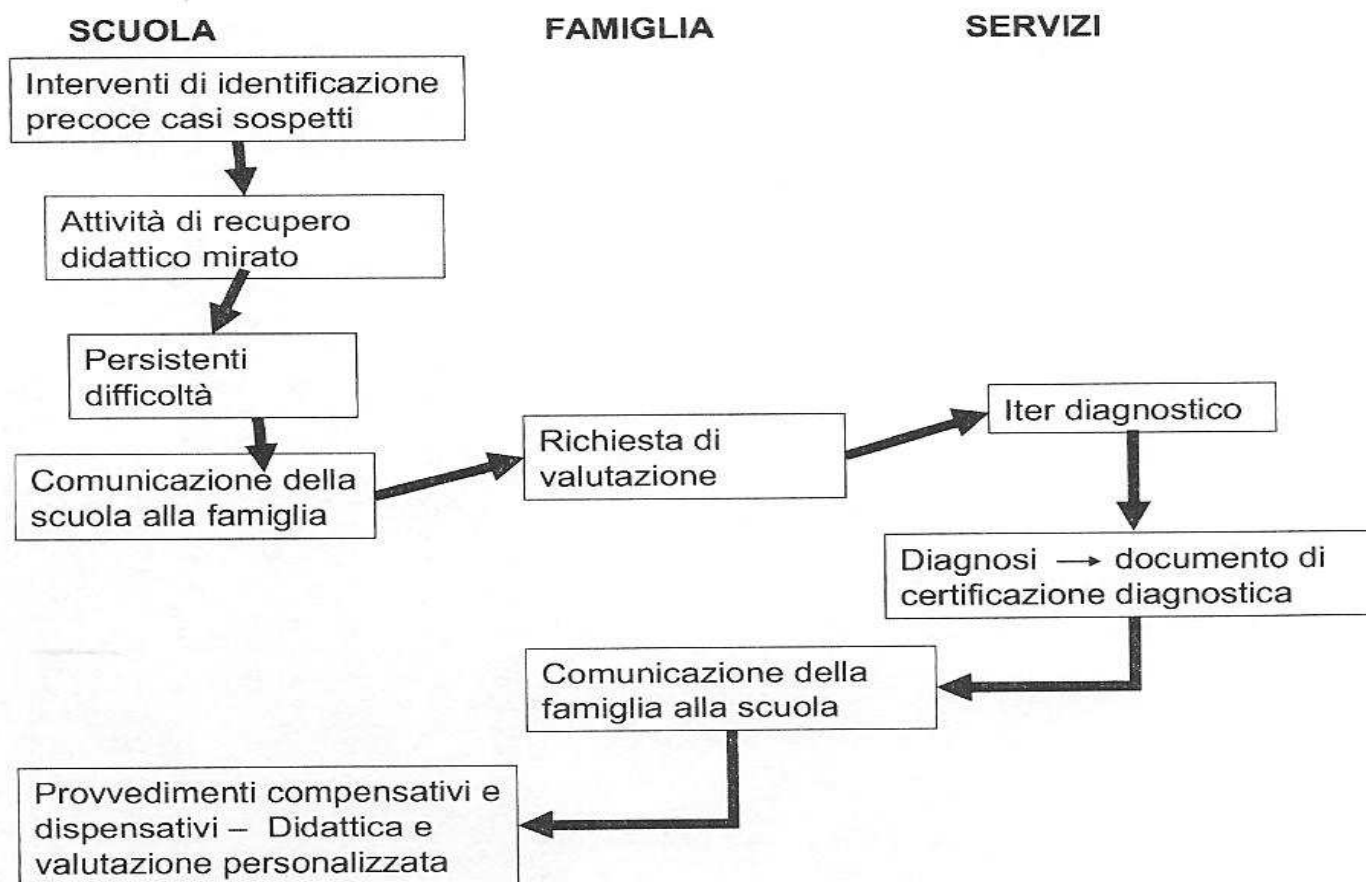 SCUOLA
FAMIGLIA
SERVIZI
Interventi di identificazione
precoce casi sospetti
Attività di recupero
didattico mirato
Persistenti
difficoltà
Comunicazione della
scuola alla famiglia
Richiesta di
valutazione
Iter diagnostico
Diagnosi → documento di
certificazione diagnostica
Comunicazione della
famiglia alla scuola
Provvedimenti compensativi e
dispensativi – Didattica e
valutazione personalizzata